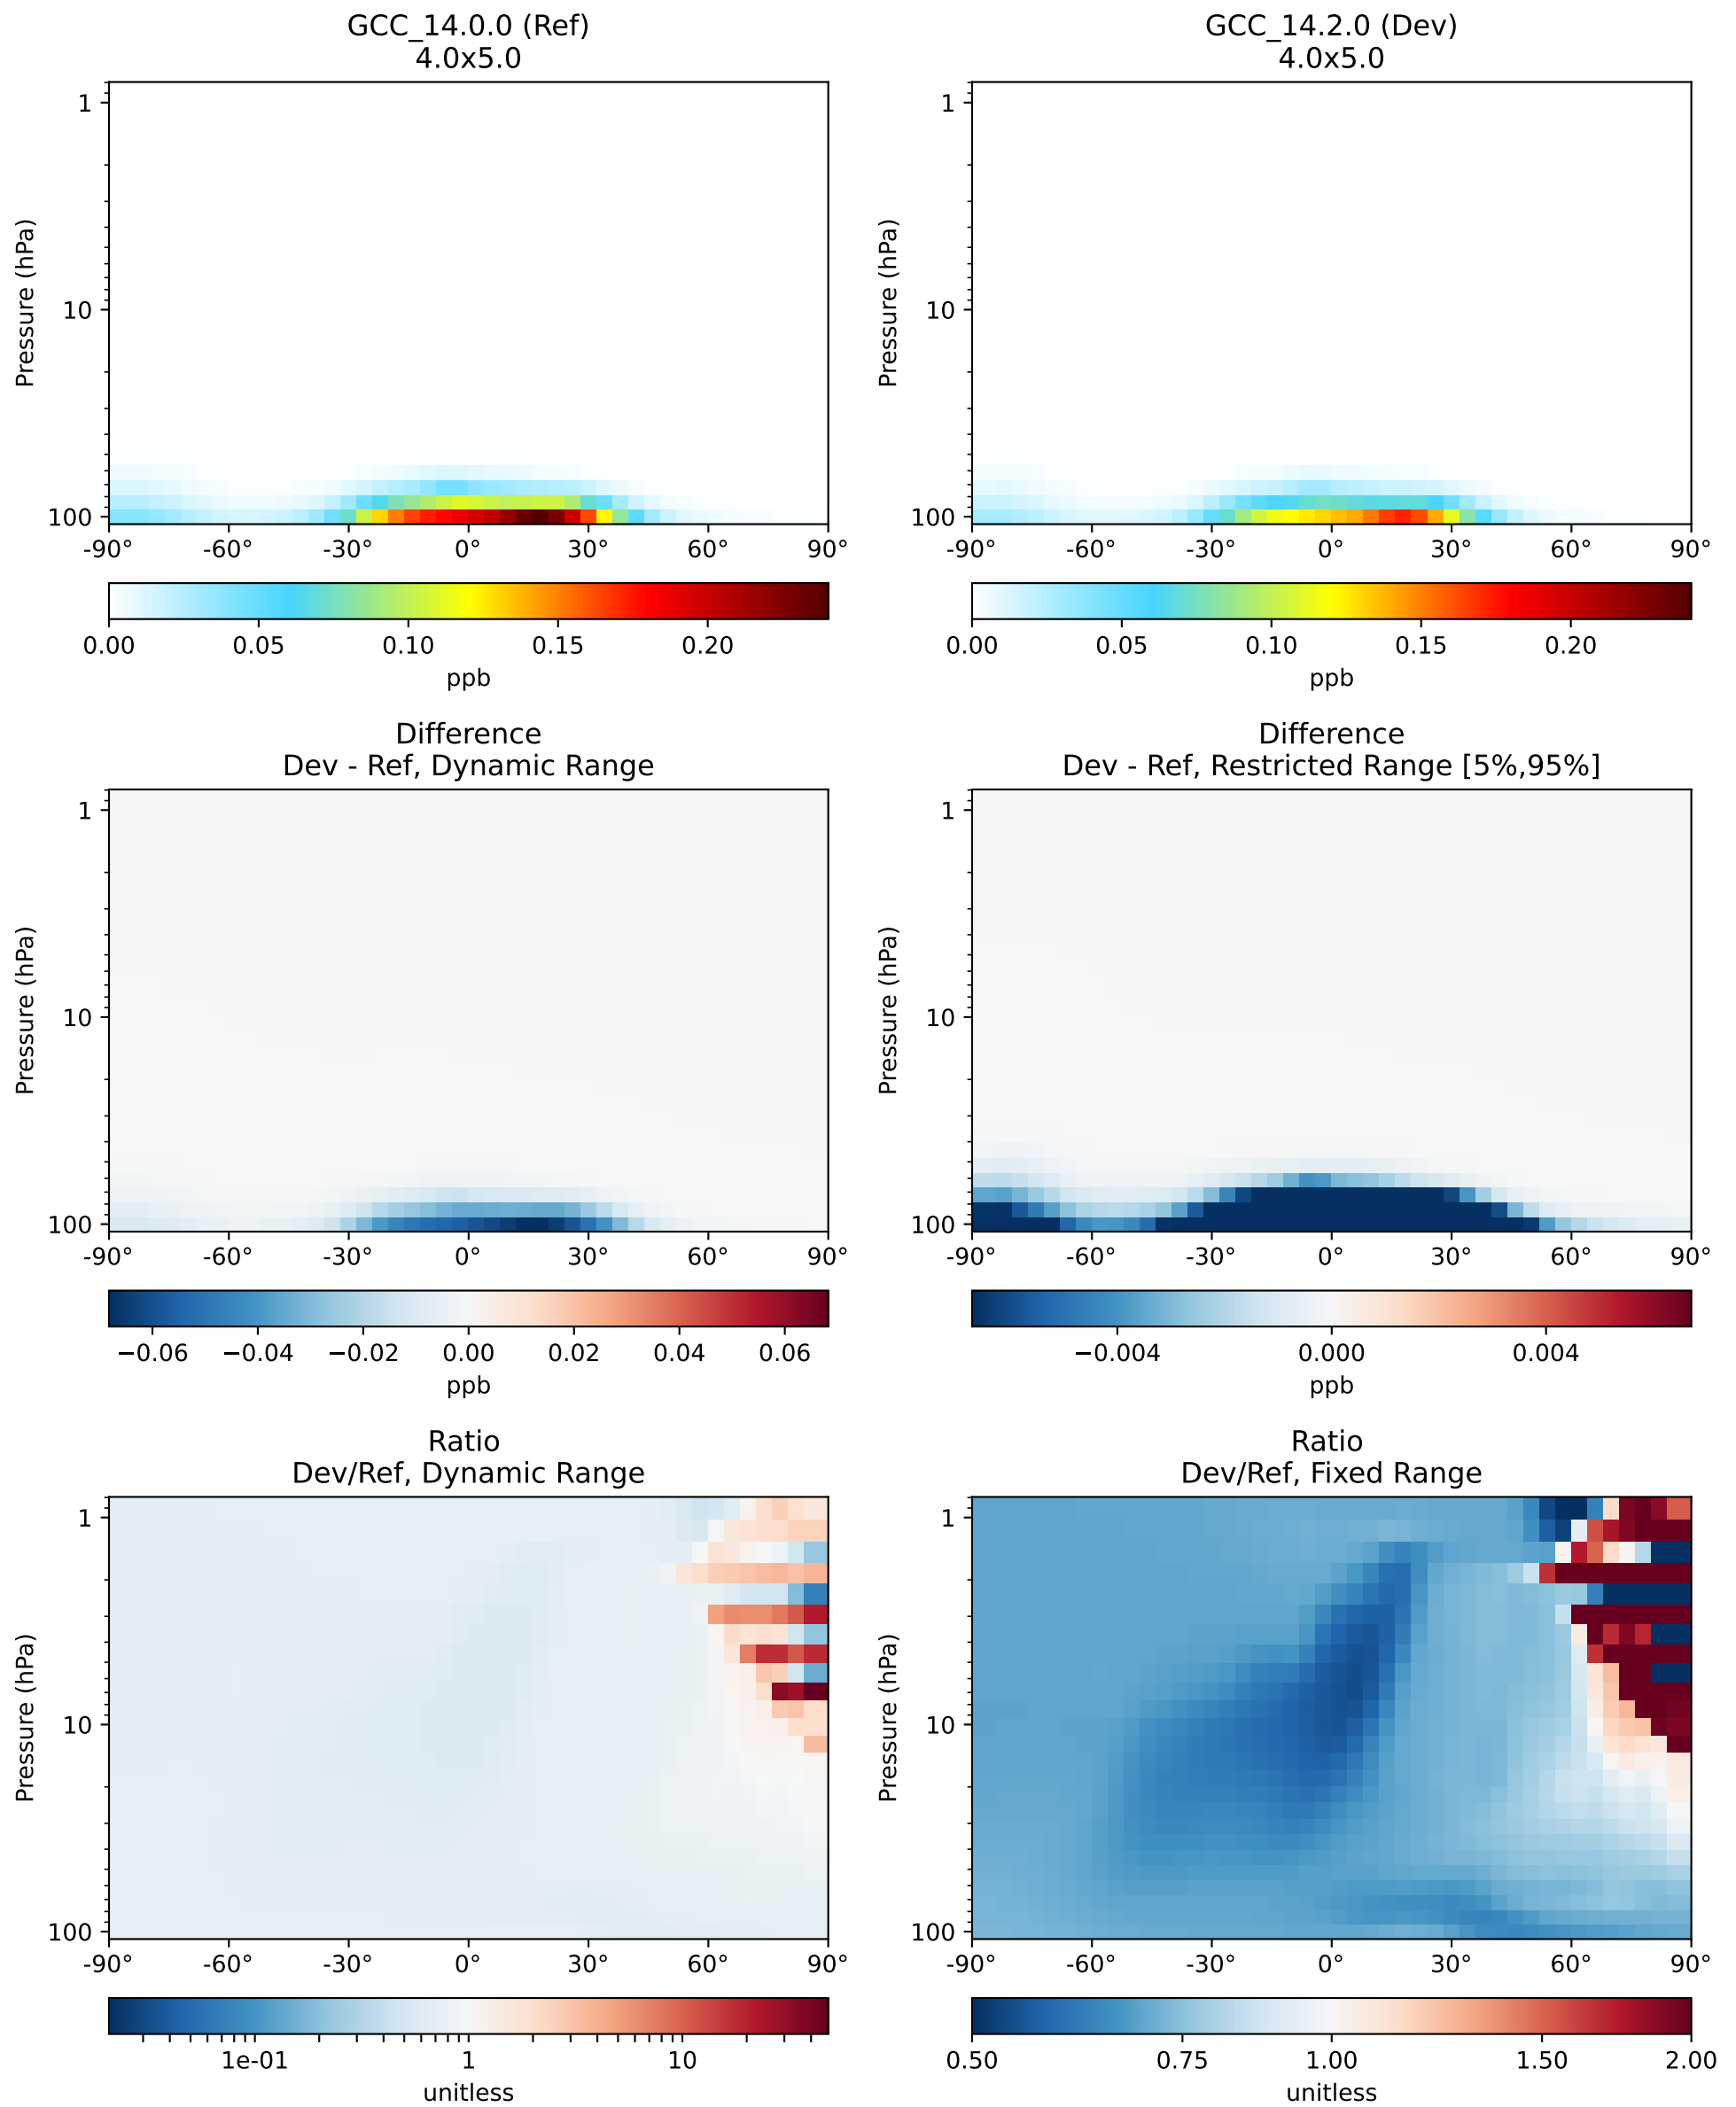 GCC_14.0.0 (Ref)
4.0x5.0
Pressure (hPa)
1
10
100
-90° -60° -30° 0° 30° 60° 90°
0.00 0.05 0.10 0.15 0.20
ppb
GCC_14.2.0 (Dev)
4.0x5.0
Pressure (hPa)
1
10
100
-90° -60° -30° 0° 30° 60° 90°
0.00 0.05 0.10 0.15 0.20
ppb
Difference
Dev - Ref, Dynamic Range
Pressure (hPa)
1
10
100
-90° -60° -30° 0° 30° 60° 90°
−0.06 −0.04 −0.02 0.00 0.02 0.04 0.06
ppb
Difference
Dev - Ref, Restricted Range [5%,95%]
Pressure (hPa)
1
10
100
-90° -60° -30° 0° 30° 60° 90°
−0.004 0.000 0.004
ppb
Ratio
Dev/Ref, Dynamic Range
Pressure (hPa)
1
10
100
-90° -60° -30° 0° 30° 60° 90°
1e-01 1 10
unitless
Ratio
Dev/Ref, Fixed Range
Pressure (hPa)
1
10
100
-90° -60° -30° 0° 30° 60° 90°
0.50 0.75 1.00 1.50 2.00
unitless